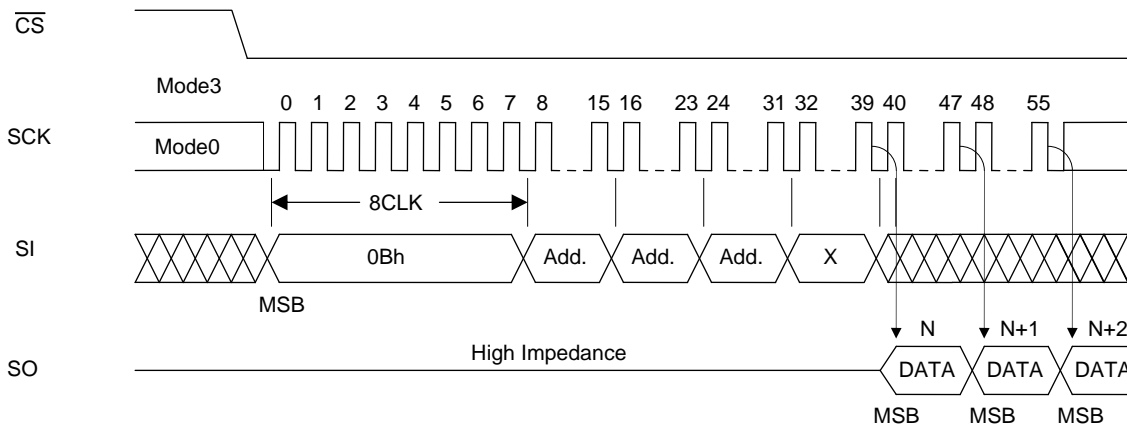 CS
Mode3
0 1 2 3 4 5 6 7 8 15 16 23 24 31 32 39 40 47 48 55
SCK
Mode0
8CLK
SI
0Bh Add. Add. Add. X
MSB
N N+1 N+2
High Impedance
SO
DATA DATA DATA
MSB MSB MSB